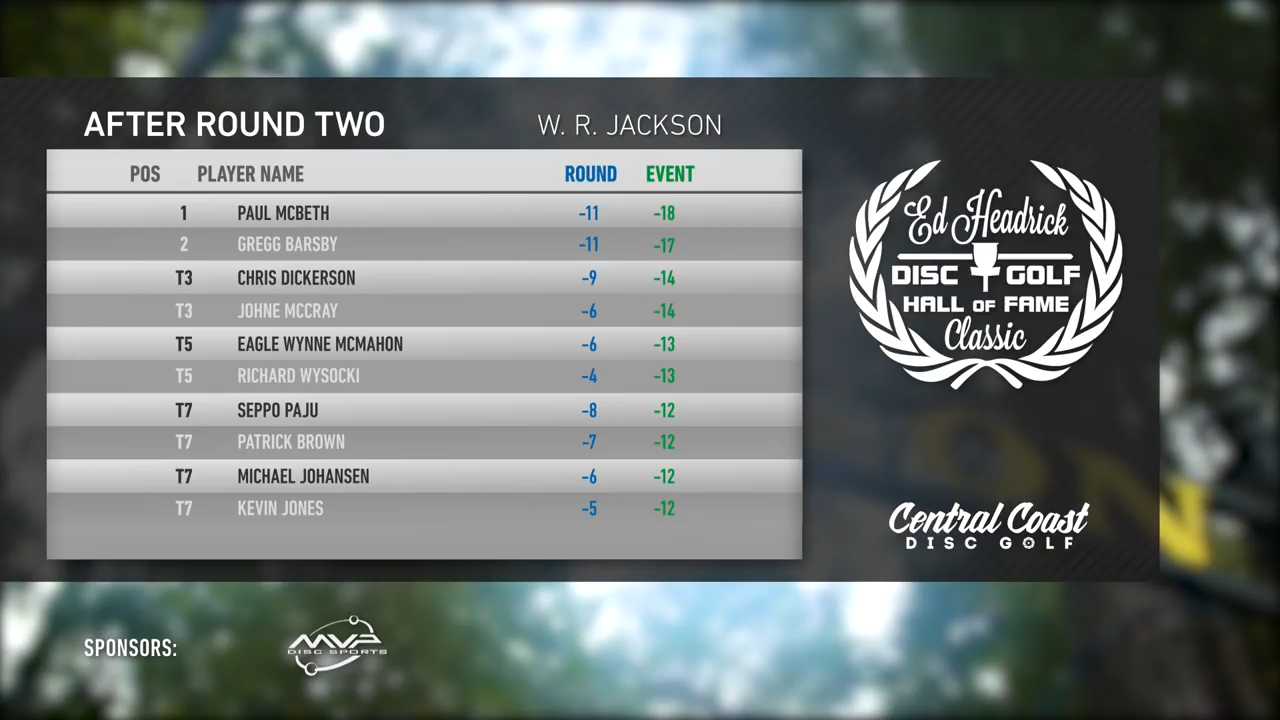 AFTER ROUND TWO W. R. JACKSON
POS PLAYER NAME ROUND EVENT
1 PAUL MCBETH -11 -18
2 GREGG BARSBY -11 -17
T3 CHRIS DICKERSON -9 -14
T3 JOHNE MCCRAY -6 -14
T5 EAGLE WYNNE MCMAHON -6 -13
T5 RICHARD WYSOCKI -4 -13
T7 SEPPO PAJU -8 -12
T7 PATRICK BROWN -7 -12
T7 MICHAEL JOHANSEN -6 -12
T7 KEVIN JONES -5 -12
Ed Headrick
DISC GOLF
HALL OF FAME
Classic
Central Coast
DISC GOLF
SPONSORS:
MVP
DISC SPORTS